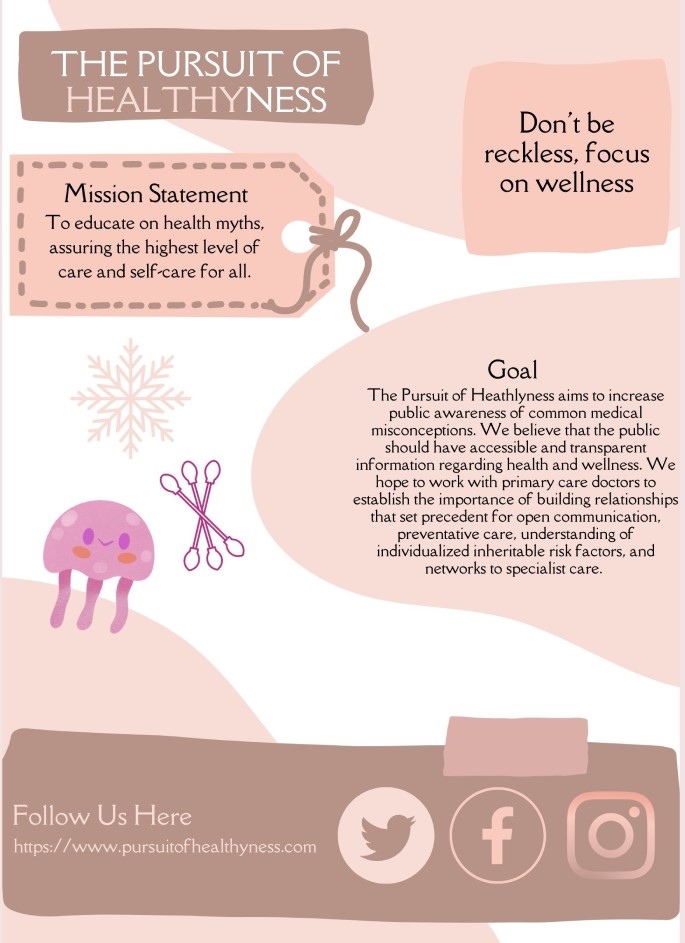 THE PURSUIT OF
HEALTHYNESS
Don't be
reckless, focus
on wellness
Mission Statement
To educate on health myths,
assuring the highest level of
care and self-care for all.
Goal
The Pursuit of Heathlyness aims to increase
public awareness of common medical
misconceptions. We believe that the public
should have accessible and transparent
information regarding health and wellness. We
hope to work with primary care doctors to
establish the importance of building relationships
that set precedent for open communication,
preventative care, understanding of
individualized inheritable risk factors, and
networks to specialist care.
Follow Us Here
https://www.pursuitofhealthyness.com